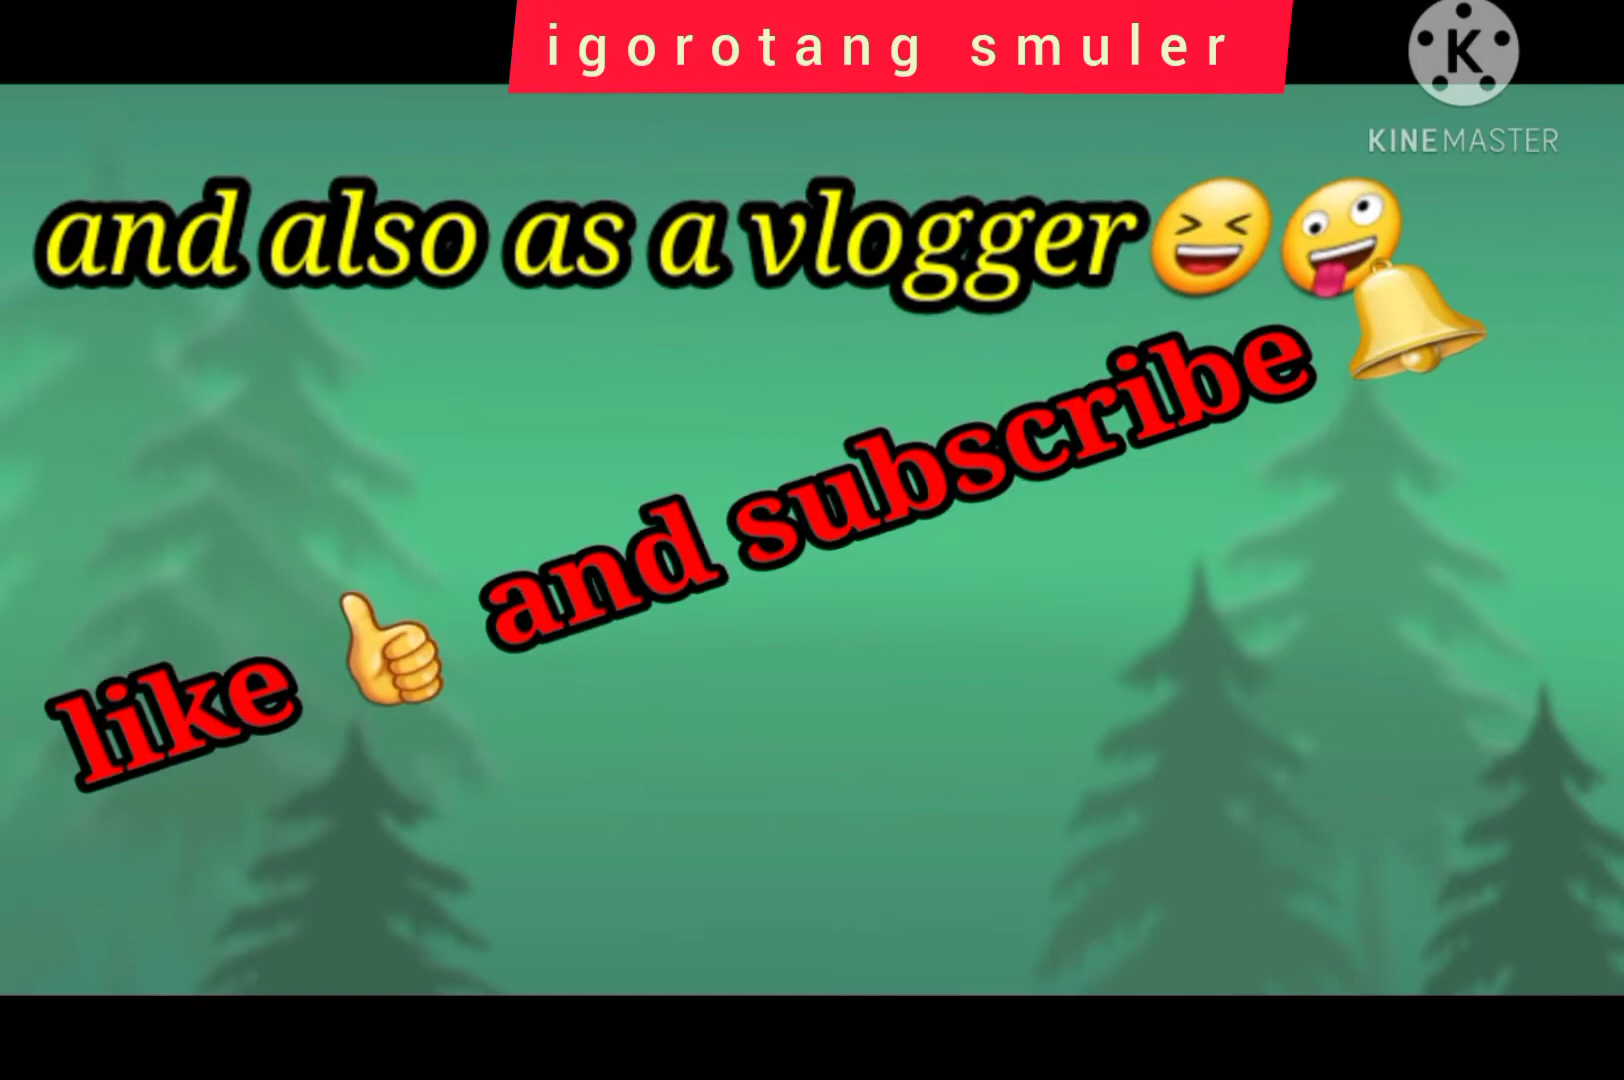 igorotang smuler
K
KINEMASTER
and also as a vlogger😆🤪
like 👍 and subscribe 🔔